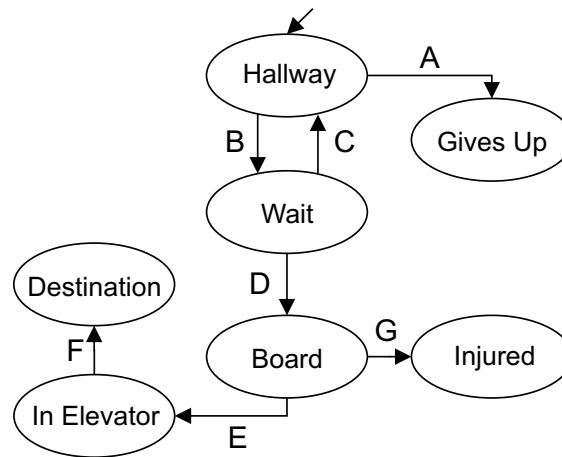 Hallway
A
Gives Up
B
C
Wait
D
Destination
F
Board
G
Injured
In Elevator
E